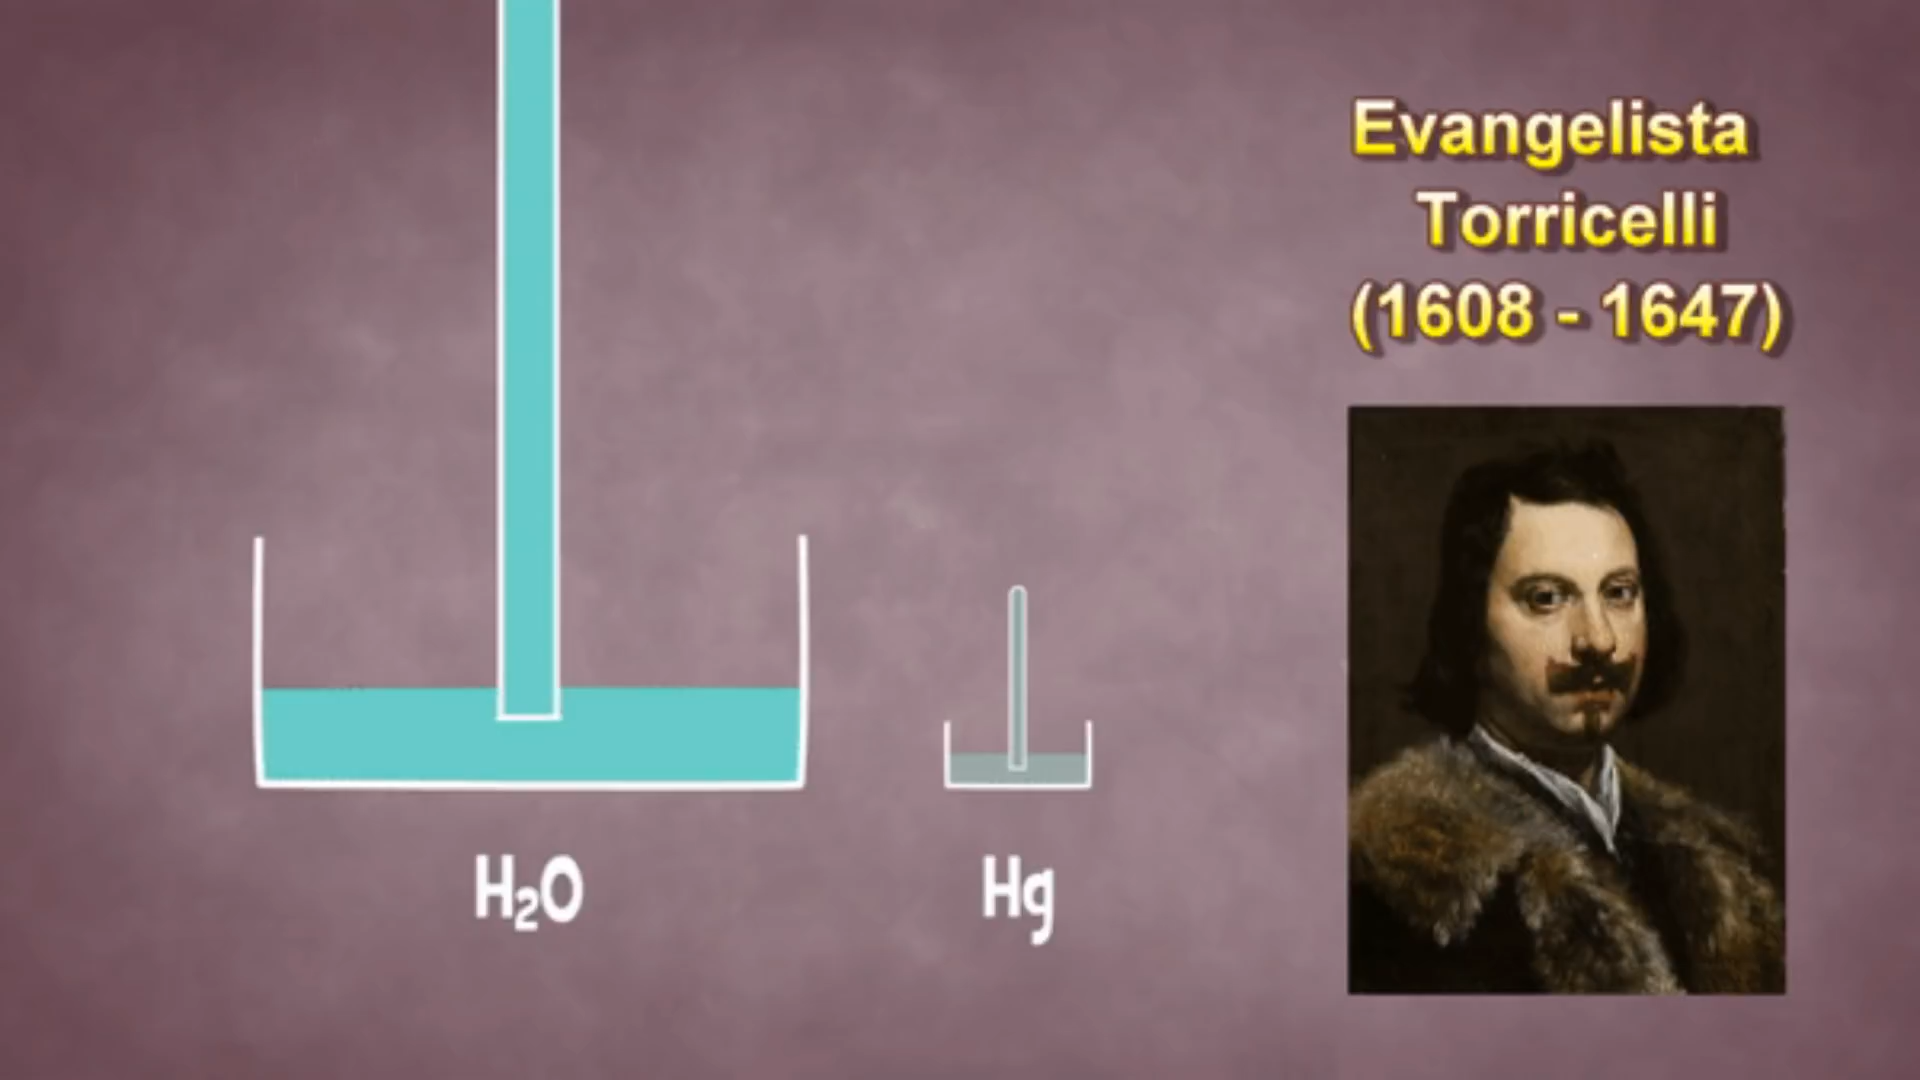 Evangelista
Torricelli
(1608 - 1647)
H₂O
Hg